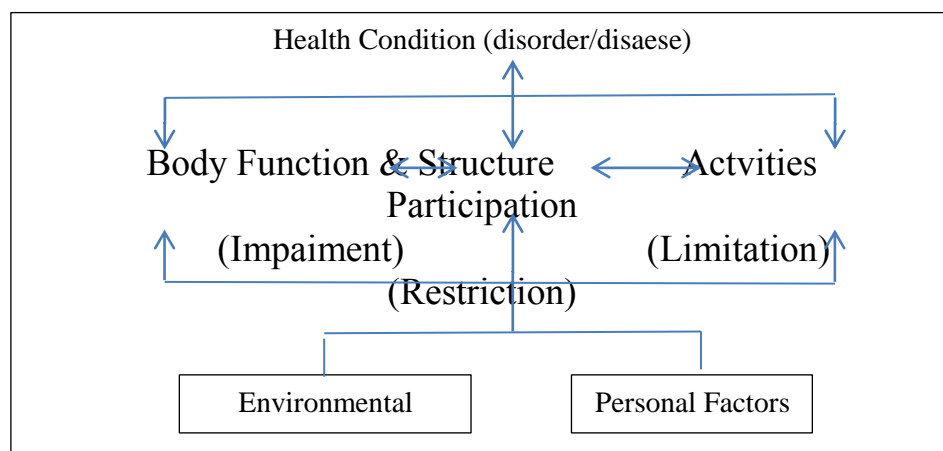 Health Condition (disorder/disaese)
Body Function & Structure Actvities
Participation
(Impaiment) (Limitation)
(Restriction)
Environmental Personal Factors